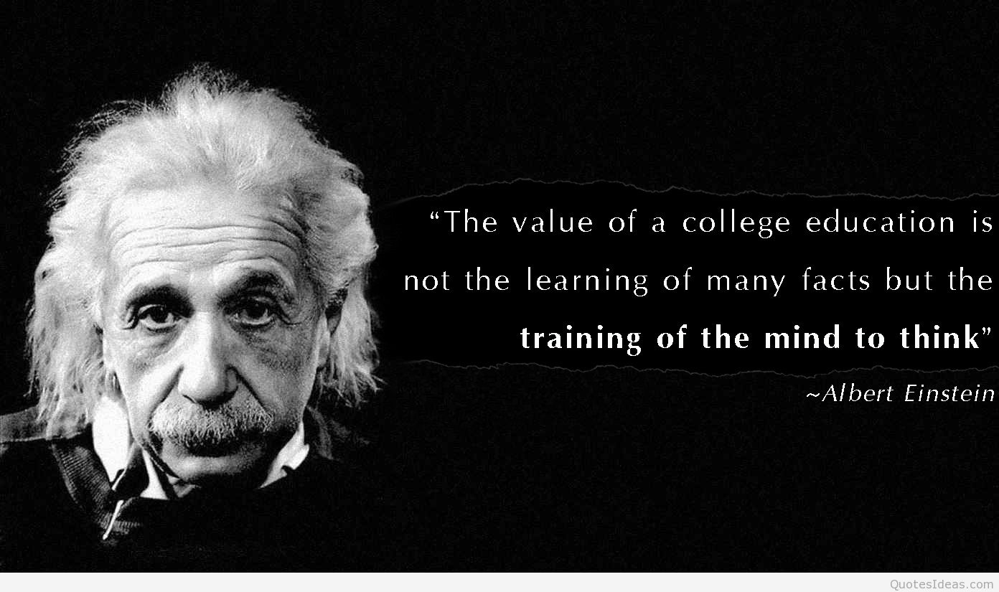 “The value of a college education is
not the learning of many facts but the
training of the mind to think”
~Albert Einstein
QuotesIdeas.com